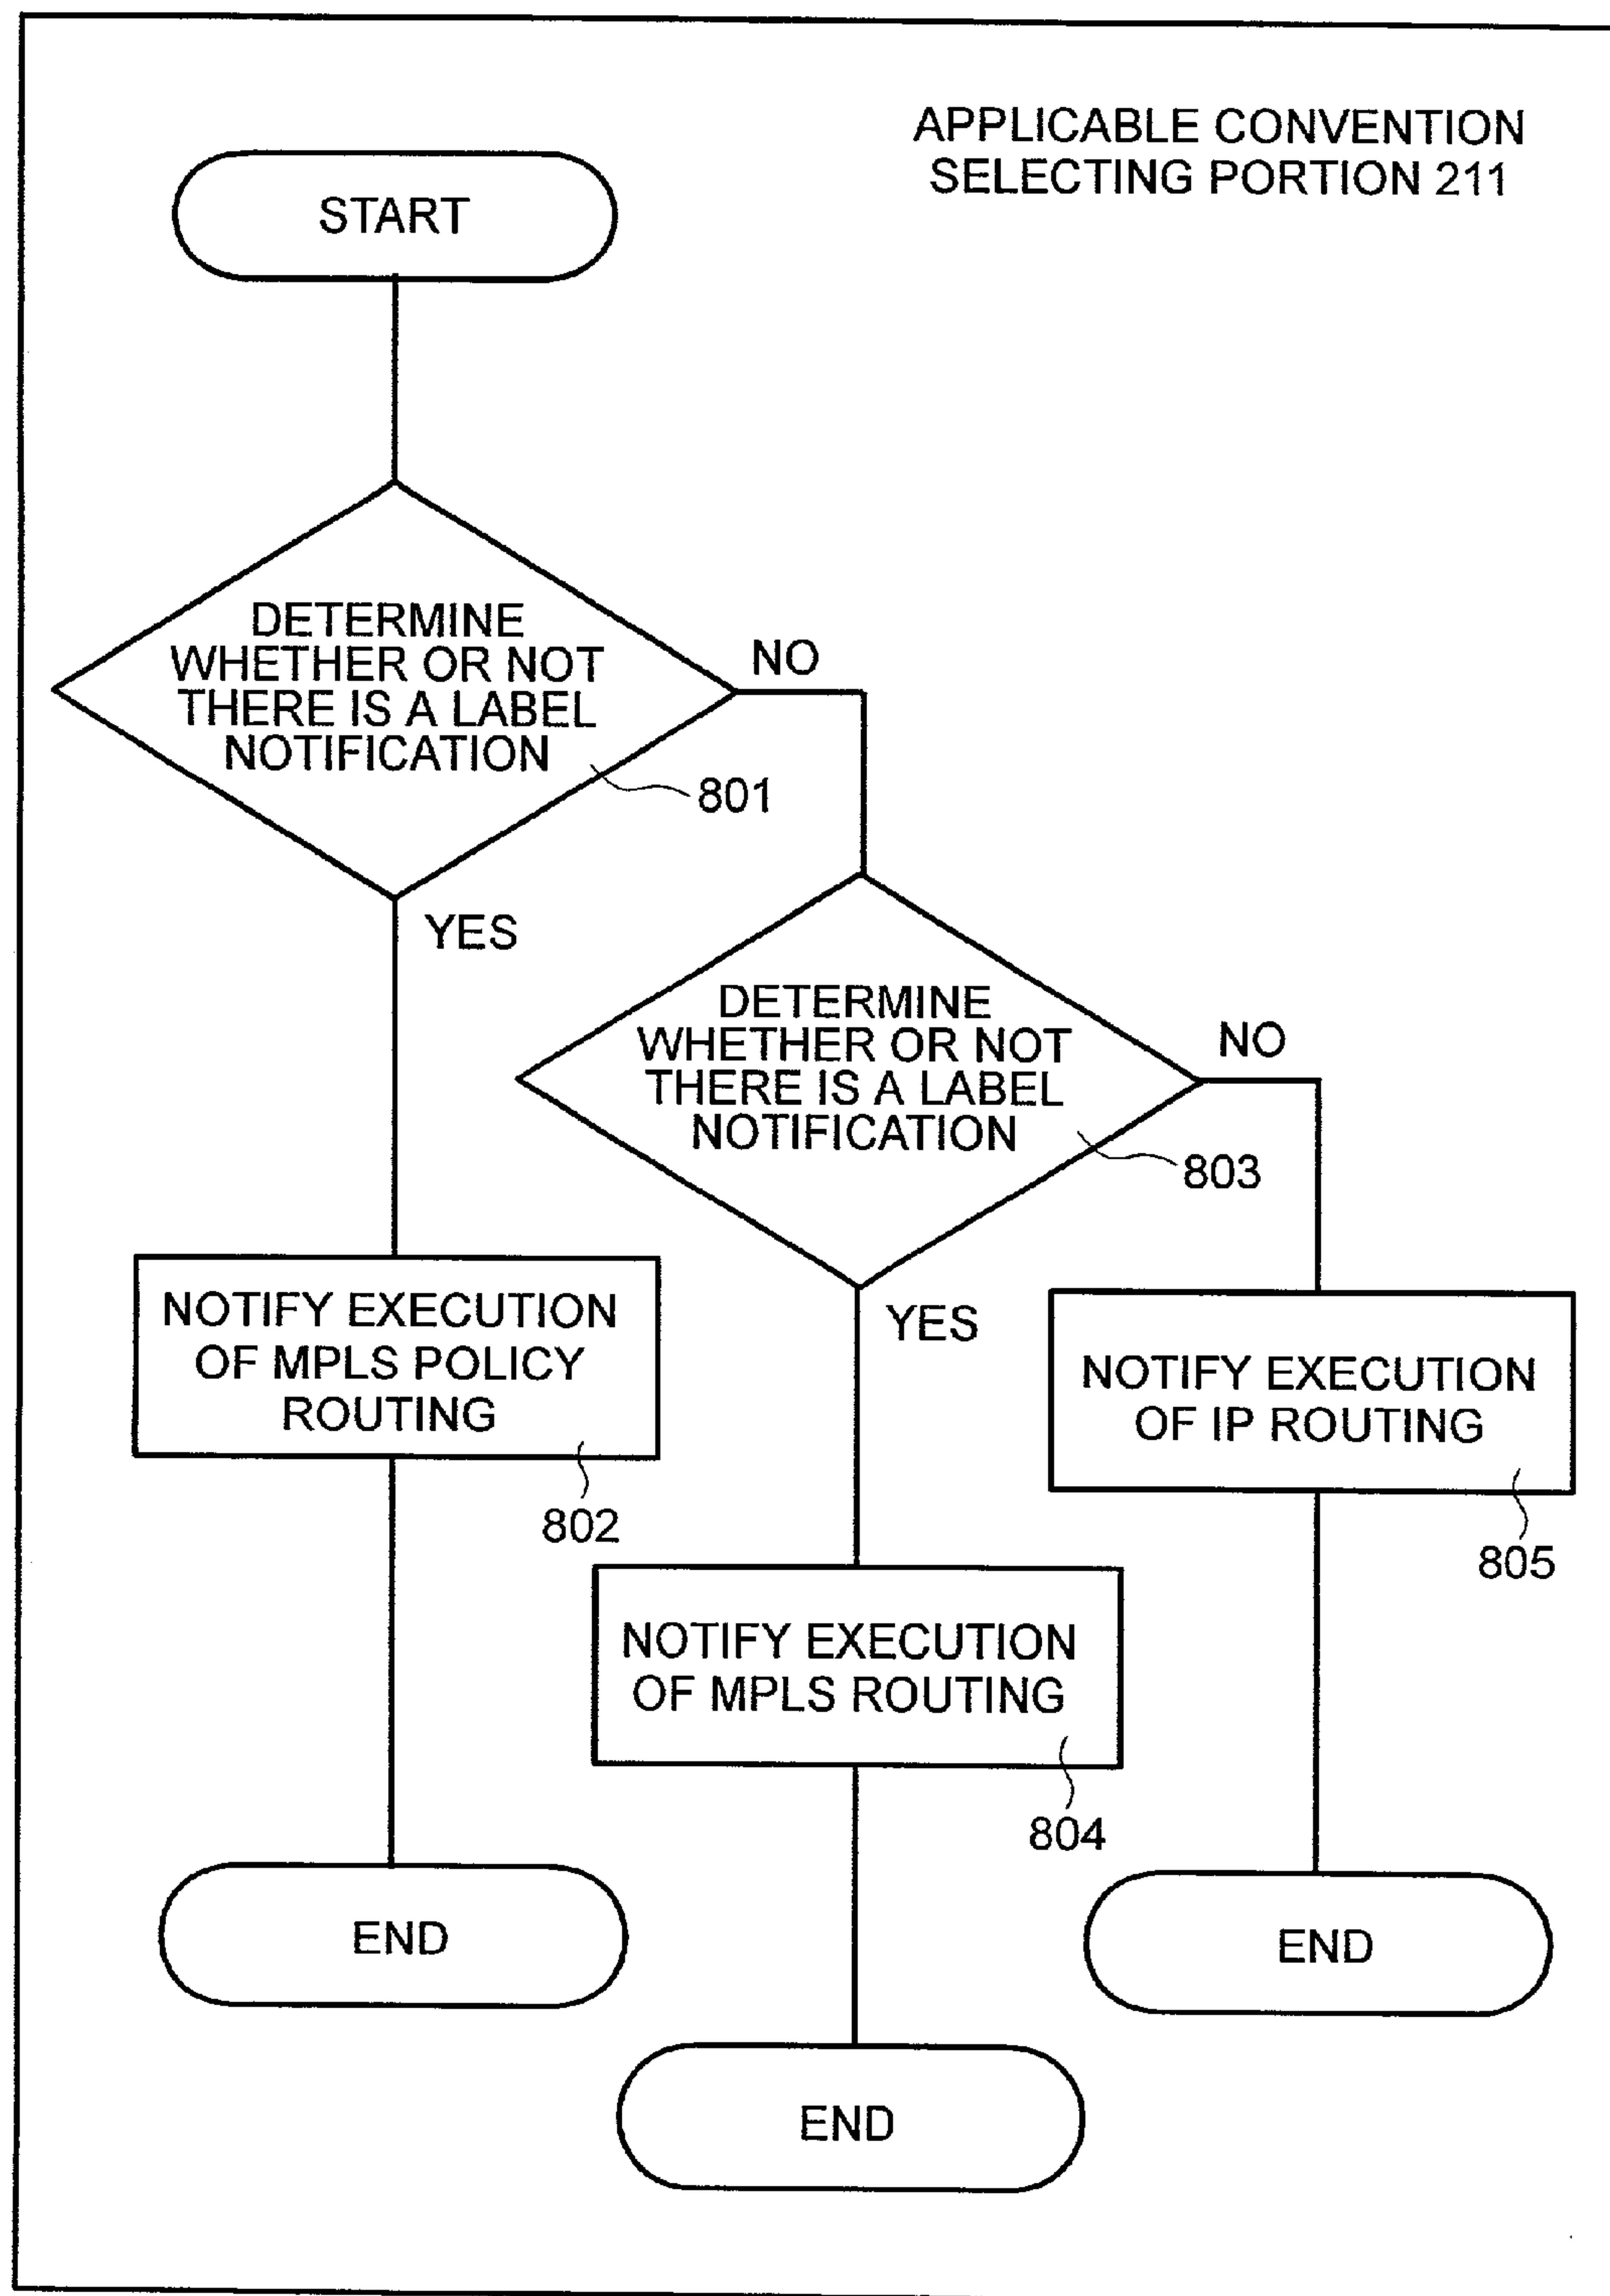 APPLICABLE CONVENTION
SELECTING PORTION 211
START
DETERMINE
WHETHER OR NOT
THERE IS A LABEL
NOTIFICATION
NO
801
YES
DETERMINE
WHETHER OR NOT
THERE IS A LABEL
NOTIFICATION
NO
803
YES
NOTIFY EXECUTION
OF MPLS POLICY
ROUTING
802
NOTIFY EXECUTION
OF IP ROUTING
805
NOTIFY EXECUTION
OF MPLS ROUTING
804
END
END
END